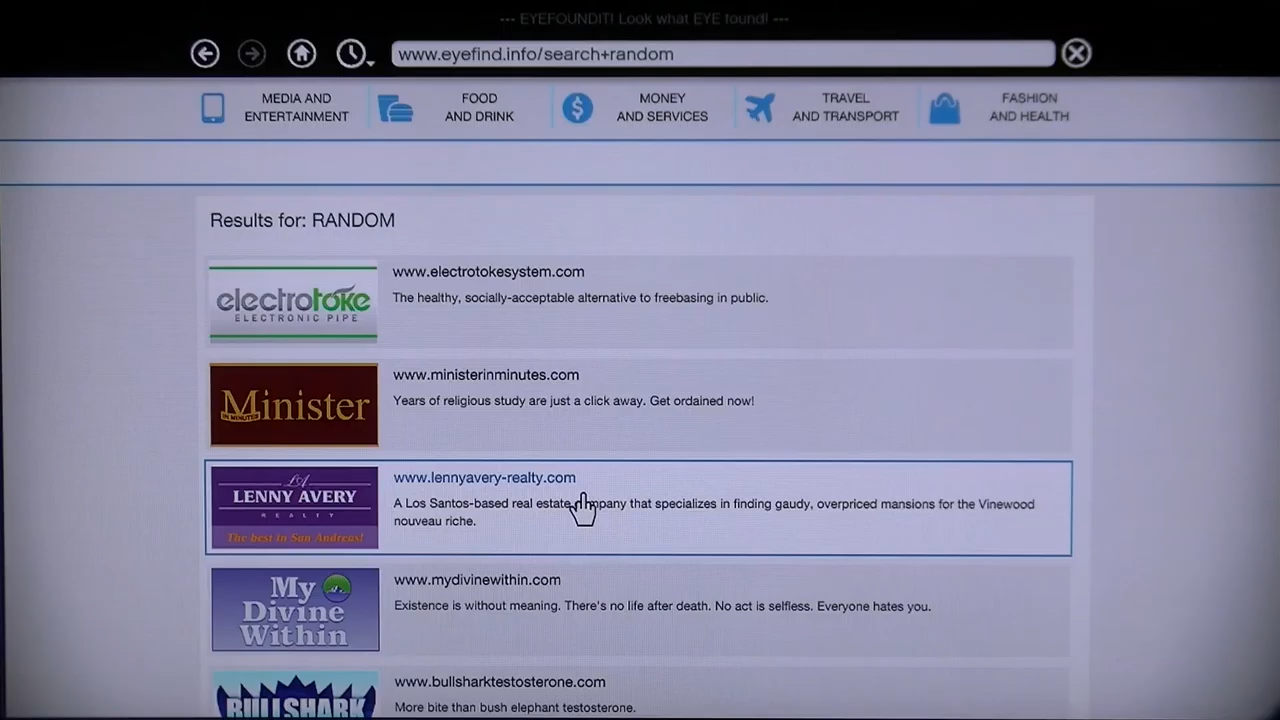 --- EYEFOUNDIT! Look what EYE found! ---
www.eyefind.info/search+random
MEDIA AND
ENTERTAINMENT
FOOD
AND DRINK
MONEY
AND SERVICES
TRAVEL
AND TRANSPORT
FASHION
AND HEALTH
Results for: RANDOM
electrotoke
ELECTRONIC PIPE
www.electrotokesystem.com
The healthy, socially-acceptable alternative to freebasing in public.
Minister
IN MINUTES
www.ministerinminutes.com
Years of religious study are just a click away. Get ordained now!
LA
LENNY AVERY
REALTY
The best in San Andreas!
www.lennyavery-realty.com
A Los Santos-based real estate company that specializes in finding gaudy, overpriced mansions for the Vinewood
nouveau riche.
My
Divine
Within
www.mydivinewithin.com
Existence is without meaning. There's no life after death. No act is selfless. Everyone hates you.
BULLSHARK
www.bullsharktestosterone.com
More bite than bush elephant testosterone.